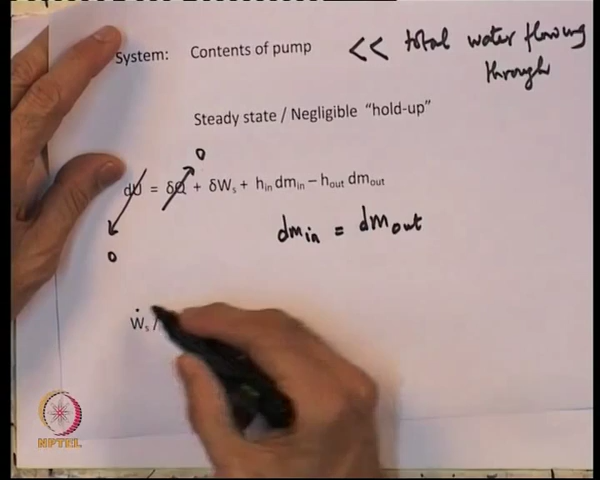 System: Contents of pump << total water flowing through
Steady state / Negligible "hold-up"
0
dU = δQ + δWs + hin dmin – hout dmout
dmin = dmout
0
Ẇs /
NPTEL